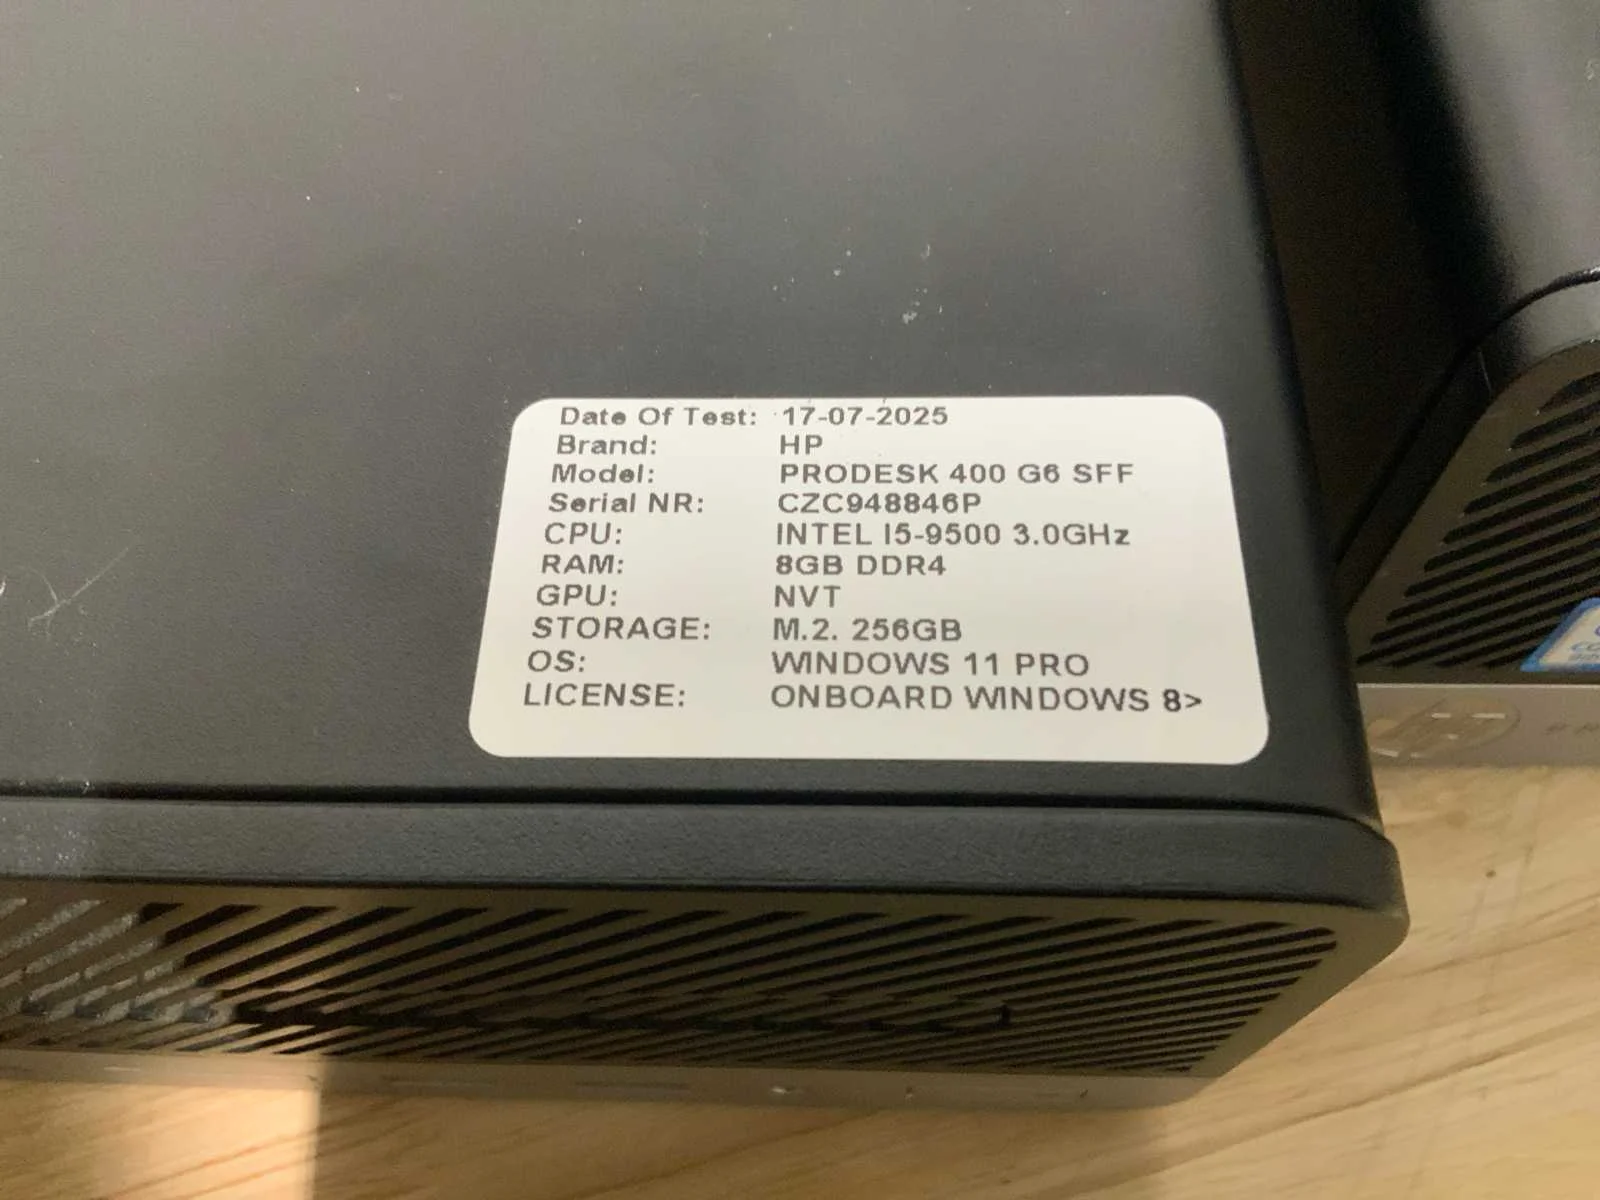 Date Of Test: 17-07-2025
Brand: HP
Model: PRODESK 400 G6 SFF
Serial NR: CZC948846P
CPU: INTEL I5-9500 3.0GHz
RAM: 8GB DDR4
GPU: NVT
STORAGE: M.2. 256GB
OS: WINDOWS 11 PRO
LICENSE: ONBOARD WINDOWS 8>